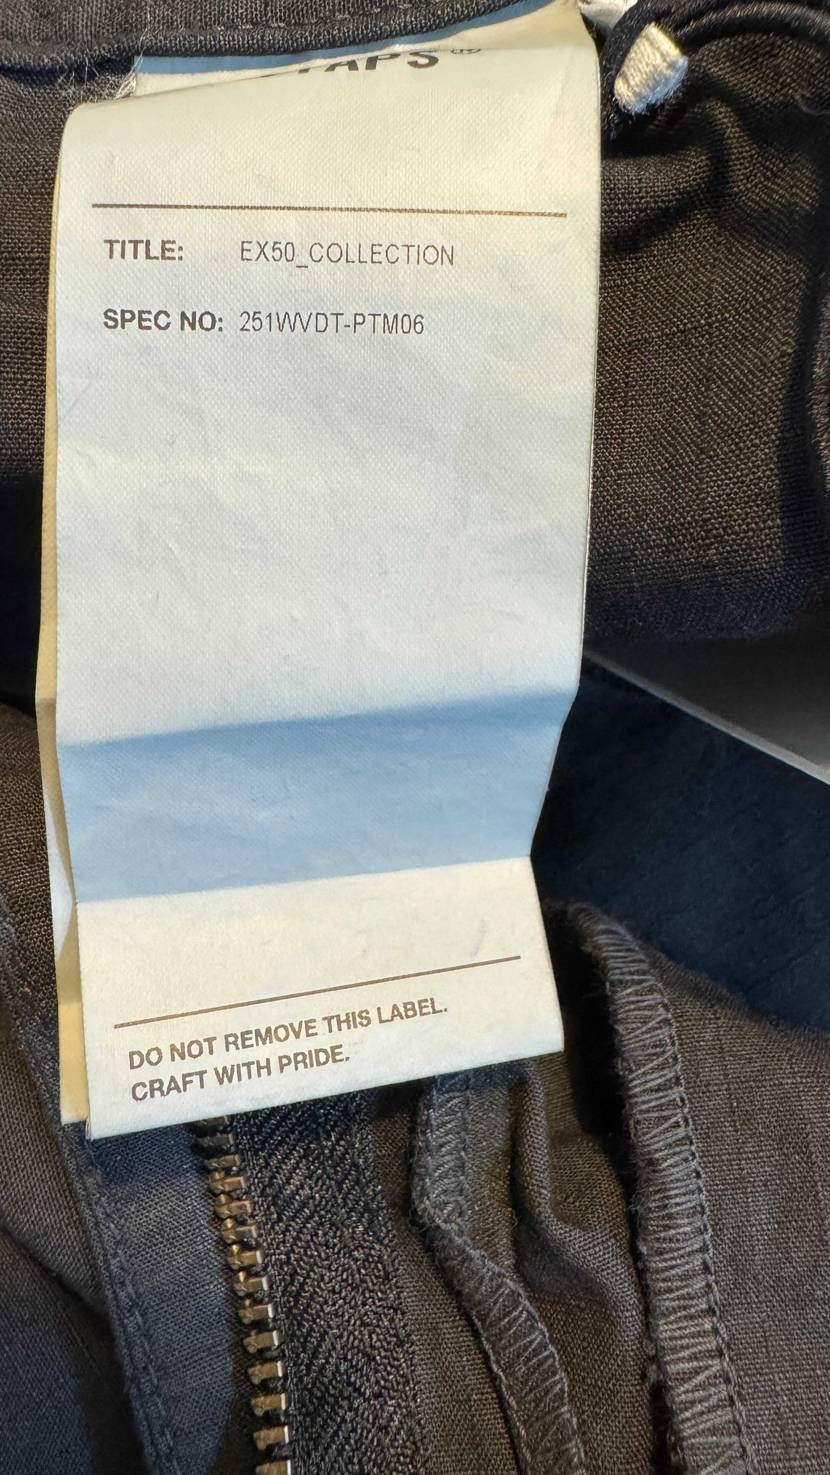 TITLE: EX50_COLLECTION
SPEC NO: 251WVDT-PTM06
DO NOT REMOVE THIS LABEL.
CRAFT WITH PRIDE.